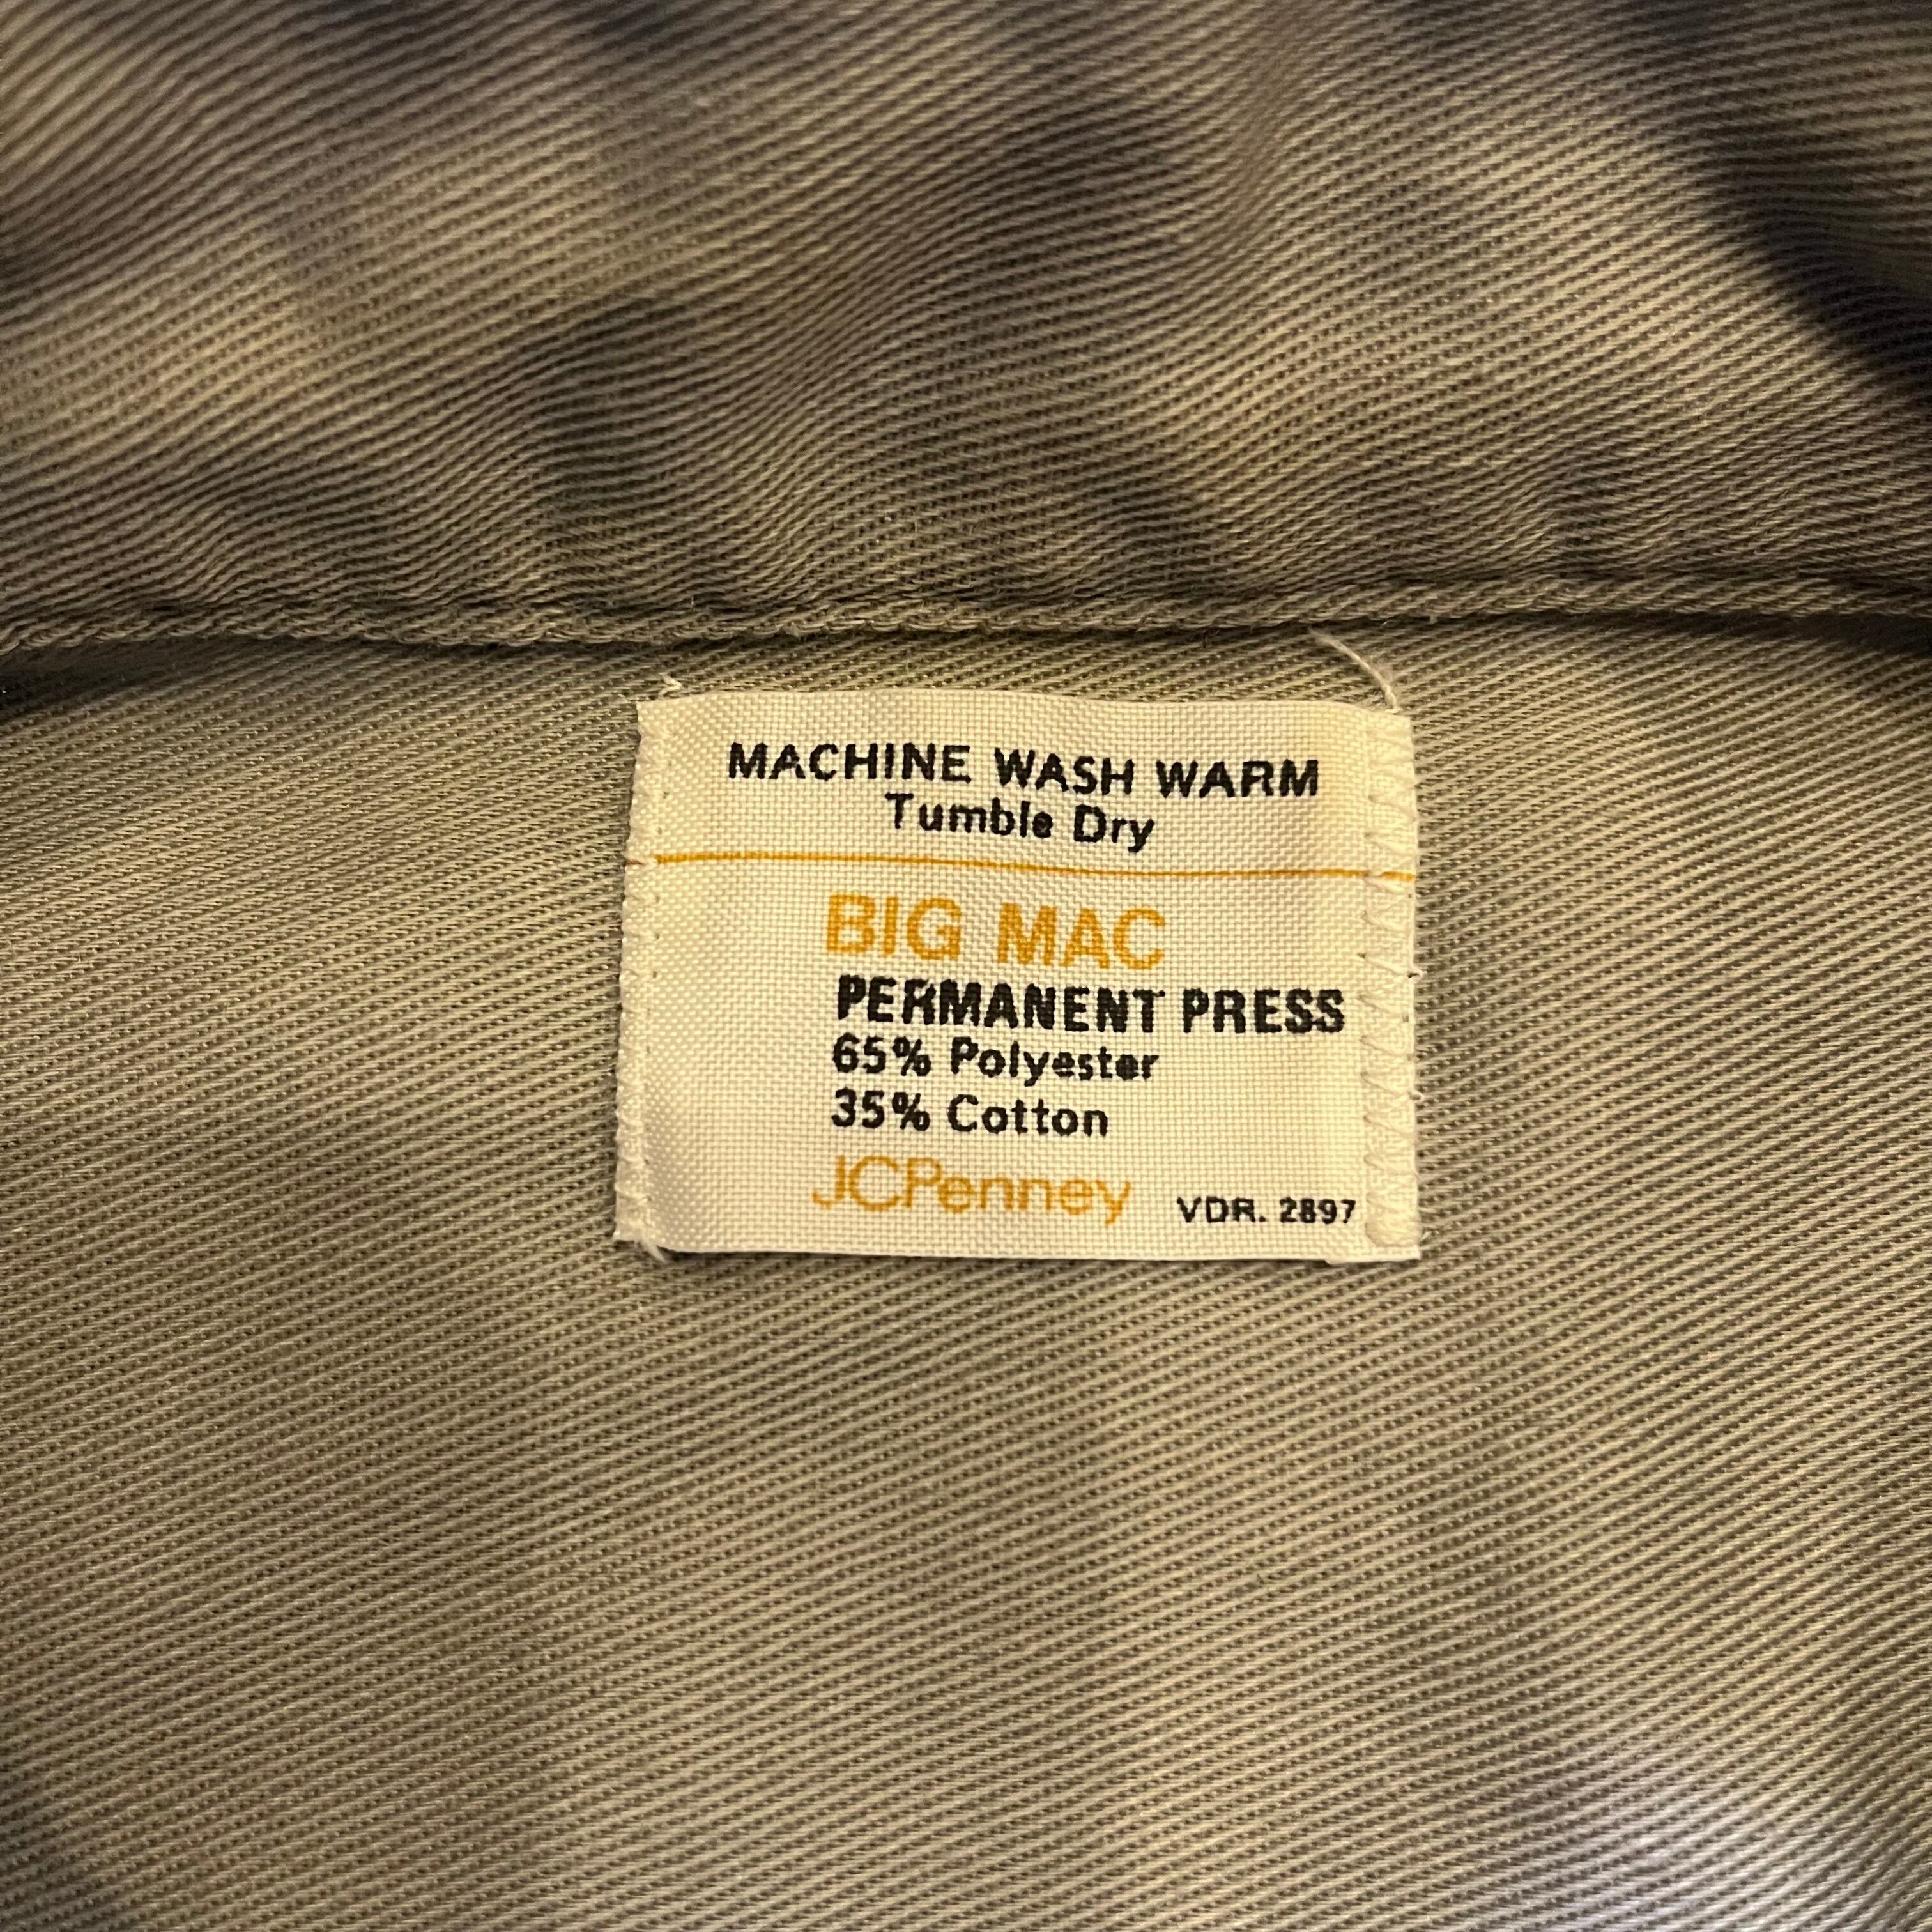 MACHINE WASH WARM
Tumble Dry
BIG MAC
PERMANENT PRESS
65% Polyester
35% Cotton
JCPenney VDR. 2897